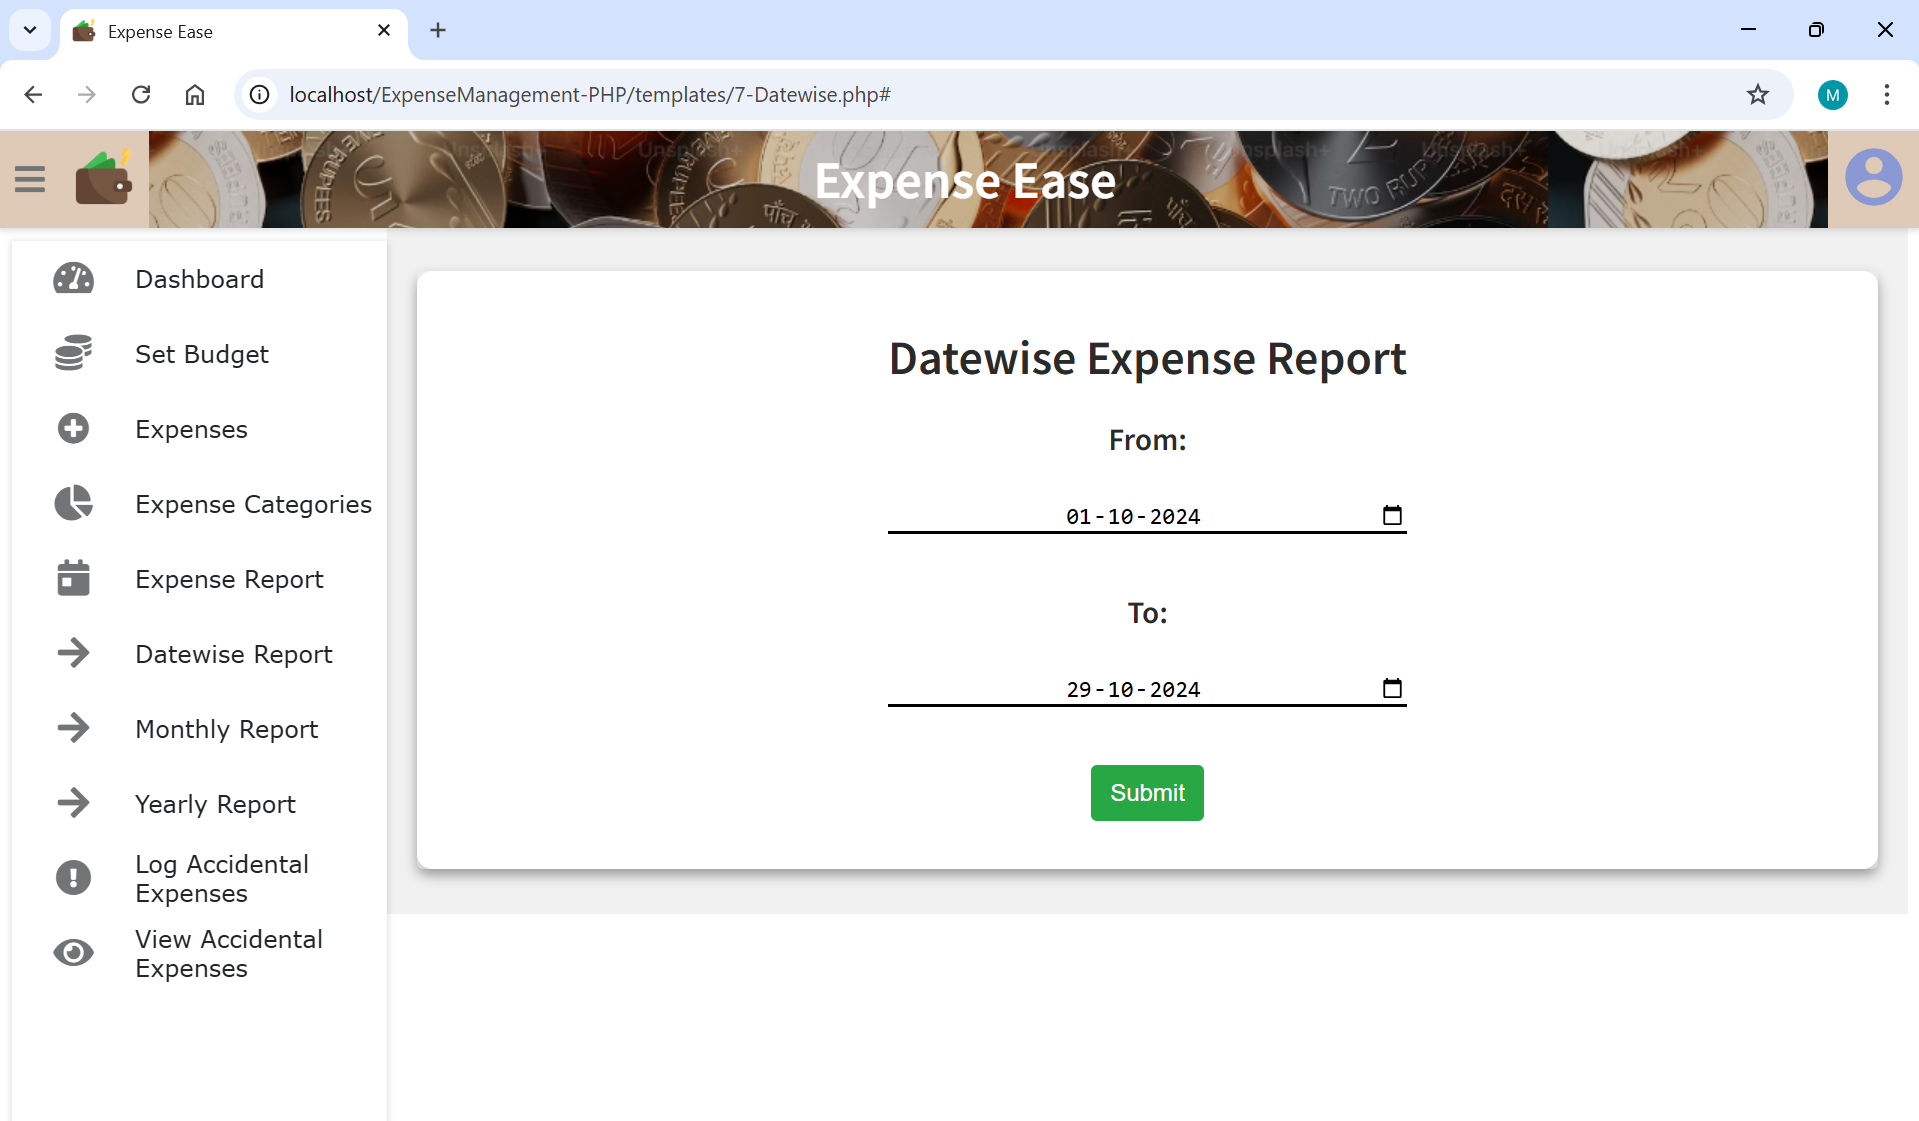 Expense Ease
localhost/ExpenseManagement-PHP/templates/7-Datewise.php#
M
Expense Ease
TWO RUP
पाँच
Dashboard
Set Budget
Expenses
Expense Categories
Expense Report
Datewise Report
Monthly Report
Yearly Report
Log Accidental
Expenses
View Accidental
Expenses
Datewise Expense Report
From:
01-10-2024
To:
29-10-2024
Submit